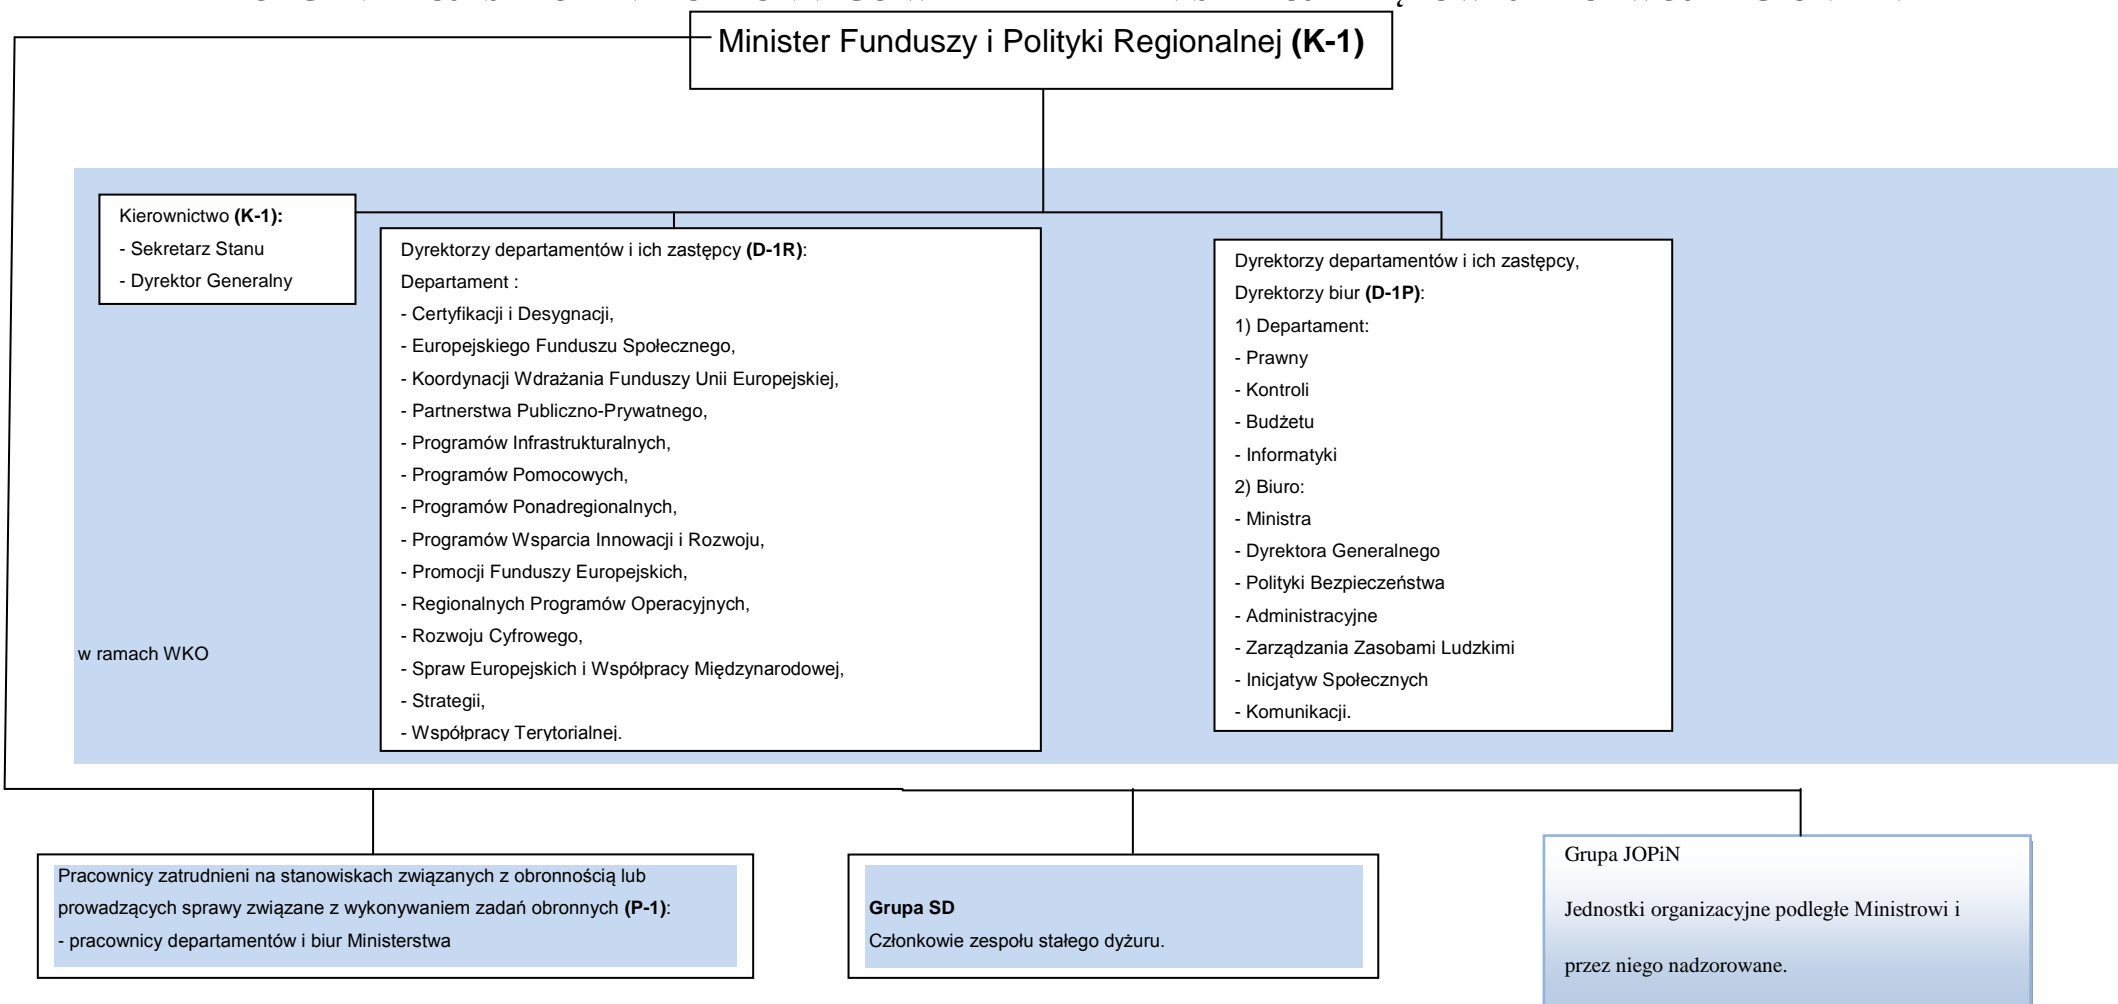 Minister Funduszy i Polityki Regionalnej (K-1)
Kierownictwo (K-1):
- Sekretarz Stanu
- Dyrektor Generalny
Dyrektorzy departamentów i ich zastępcy (D-1R):
Departament :
- Certyfikacji i Desygnacji,
- Europejskiego Funduszu Społecznego,
- Koordynacji Wdrażania Funduszy Unii Europejskiej,
- Partnerstwa Publiczno-Prywatnego,
- Programów Infrastrukturalnych,
- Programów Pomocowych,
- Programów Ponadregionalnych,
- Programów Wsparcia Innowacji i Rozwoju,
- Promocji Funduszy Europejskich,
- Regionalnych Programów Operacyjnych,
- Rozwoju Cyfrowego,
- Spraw Europejskich i Współpracy Międzynarodowej,
- Strategii,
- Współpracy Terytorialnej.
Dyrektorzy departamentów i ich zastępcy,
Dyrektorzy biur (D-1P):
1) Departament:
- Prawny
- Kontroli
- Budżetu
- Informatyki
2) Biuro:
- Ministra
- Dyrektora Generalnego
- Polityki Bezpieczeństwa
- Administracyjne
- Zarządzania Zasobami Ludzkimi
- Inicjatyw Społecznych
- Komunikacji.
w ramach WKO
Pracownicy zatrudnieni na stanowiskach związanych z obronnością lub
prowadzących sprawy związane z wykonywaniem zadań obronnych (P-1):
- pracownicy departamentów i biur Ministerstwa
Grupa SD
Członkowie zespołu stałego dyżuru.
Grupa JOPiN
Jednostki organizacyjne podległe Ministrowi i
przez niego nadzorowane.